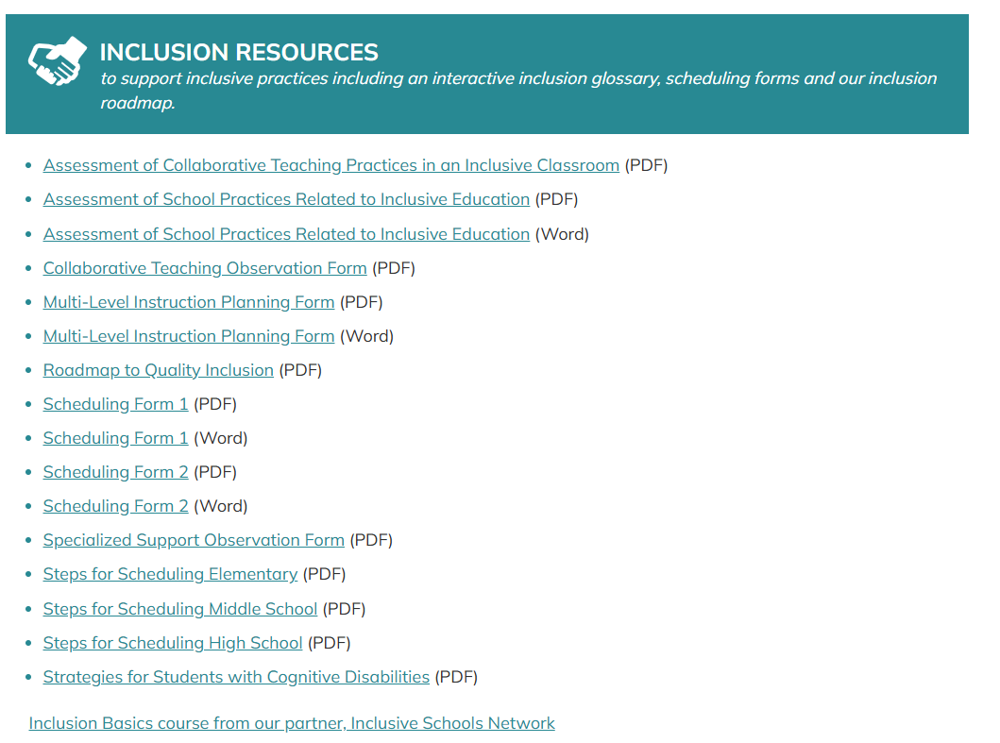 INCLUSION RESOURCES
to support inclusive practices including an interactive inclusion glossary, scheduling forms and our inclusion
roadmap.
Assessment of Collaborative Teaching Practices in an Inclusive Classroom (PDF)
Assessment of School Practices Related to Inclusive Education (PDF)
Assessment of School Practices Related to Inclusive Education (Word)
Collaborative Teaching Observation Form (PDF)
Multi-Level Instruction Planning Form (PDF)
Multi-Level Instruction Planning Form (Word)
Roadmap to Quality Inclusion (PDF)
Scheduling Form 1 (PDF)
Scheduling Form 1 (Word)
Scheduling Form 2 (PDF)
Scheduling Form 2 (Word)
Specialized Support Observation Form (PDF)
Steps for Scheduling Elementary (PDF)
Steps for Scheduling Middle School (PDF)
Steps for Scheduling High School (PDF)
Strategies for Students with Cognitive Disabilities (PDF)
Inclusion Basics course from our partner, Inclusive Schools Network